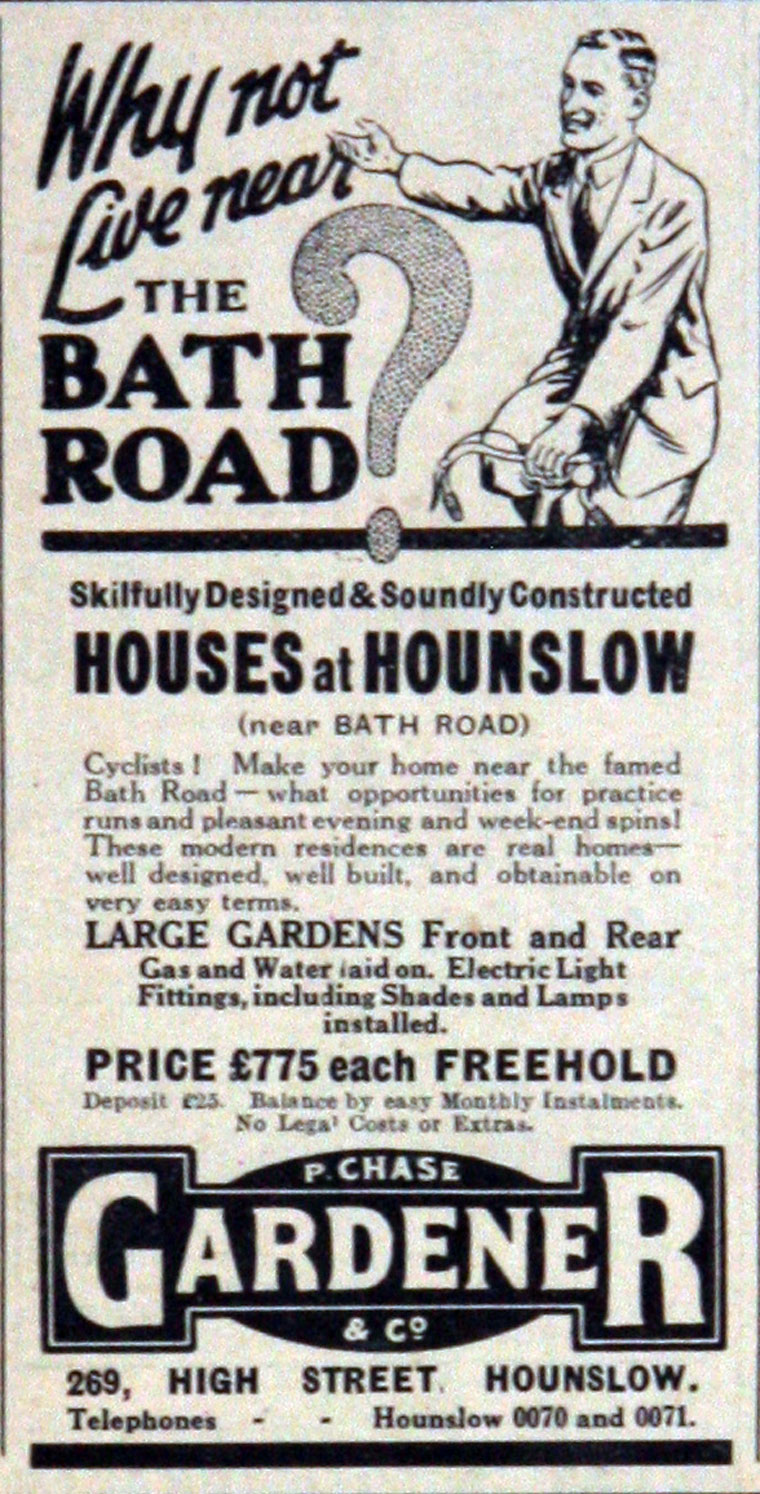 Why not
Live near
THE
BATH
ROAD?
Skilfully Designed & Soundly Constructed
HOUSES at HOUNSLOW
(near BATH ROAD)
Cyclists! Make your home near the famed
Bath Road — what opportunities for practice
runs and pleasant evening and week-end spins!
These modern residences are real homes—
well designed, well built, and obtainable on
very easy terms.
LARGE GARDENS Front and Rear
Gas and Water laid on. Electric Light
Fittings, including Shades and Lamps
installed.
PRICE £775 each FREEHOLD
Deposit £25. Balance by easy Monthly Instalments.
No Legal Costs or Extras.
P. CHASE
GARDENER
& Co
269, HIGH STREET, HOUNSLOW.
Telephones - - Hounslow 0070 and 0071.